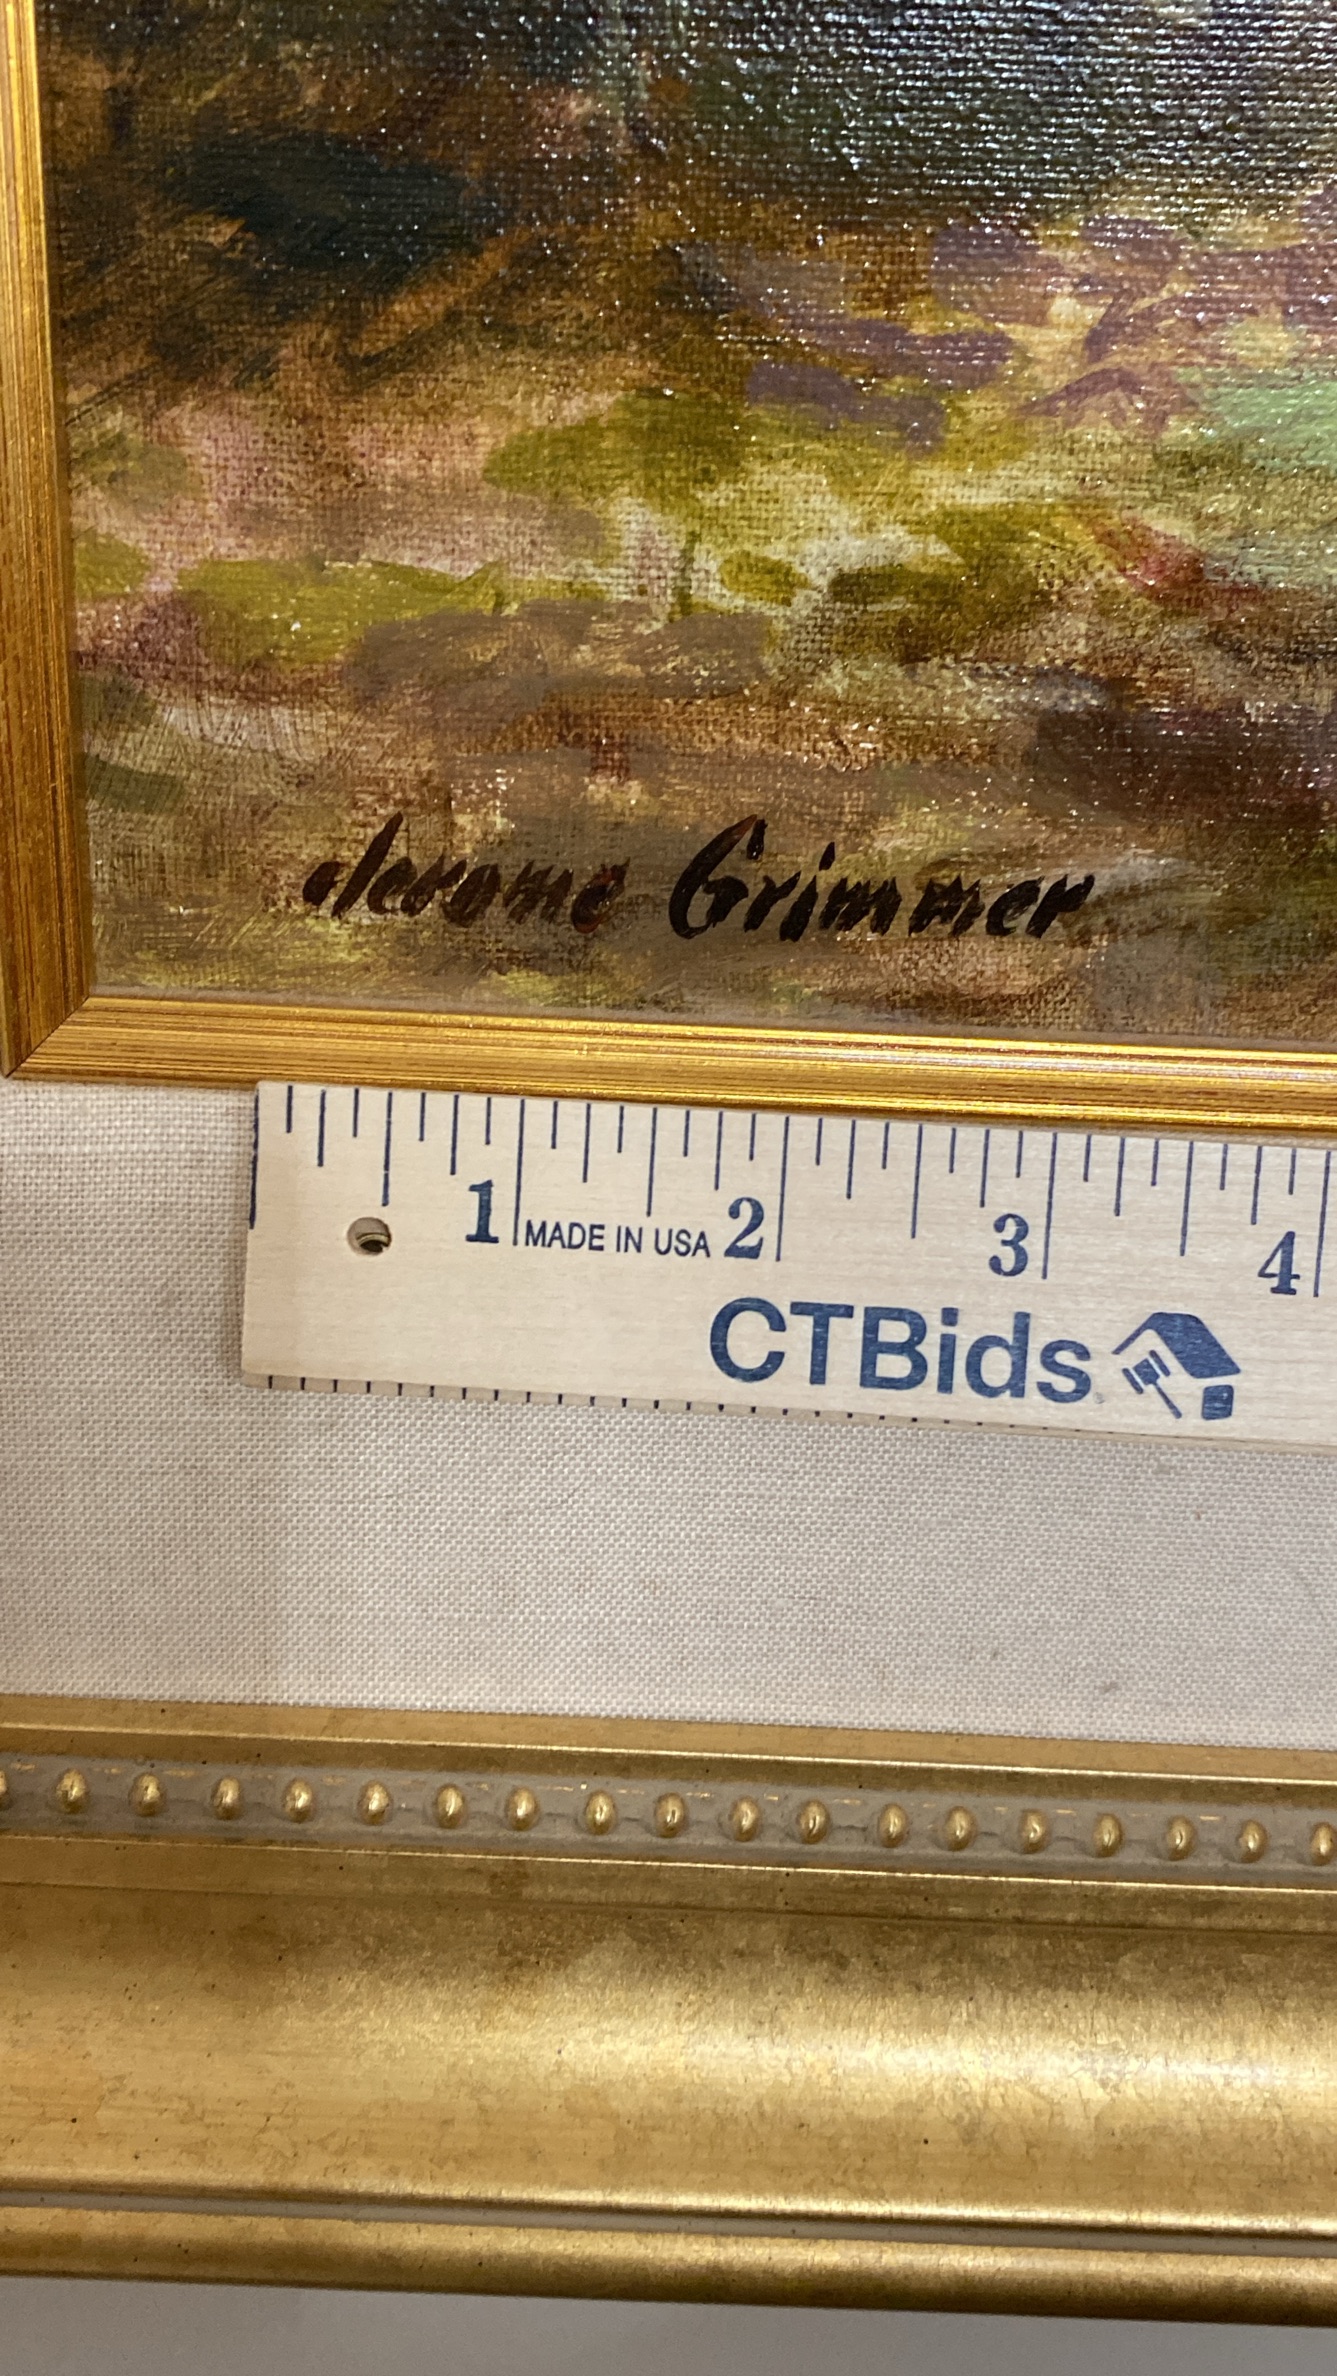 Jerome Grimmer
1 MADE IN USA 2 3 4
CTBids